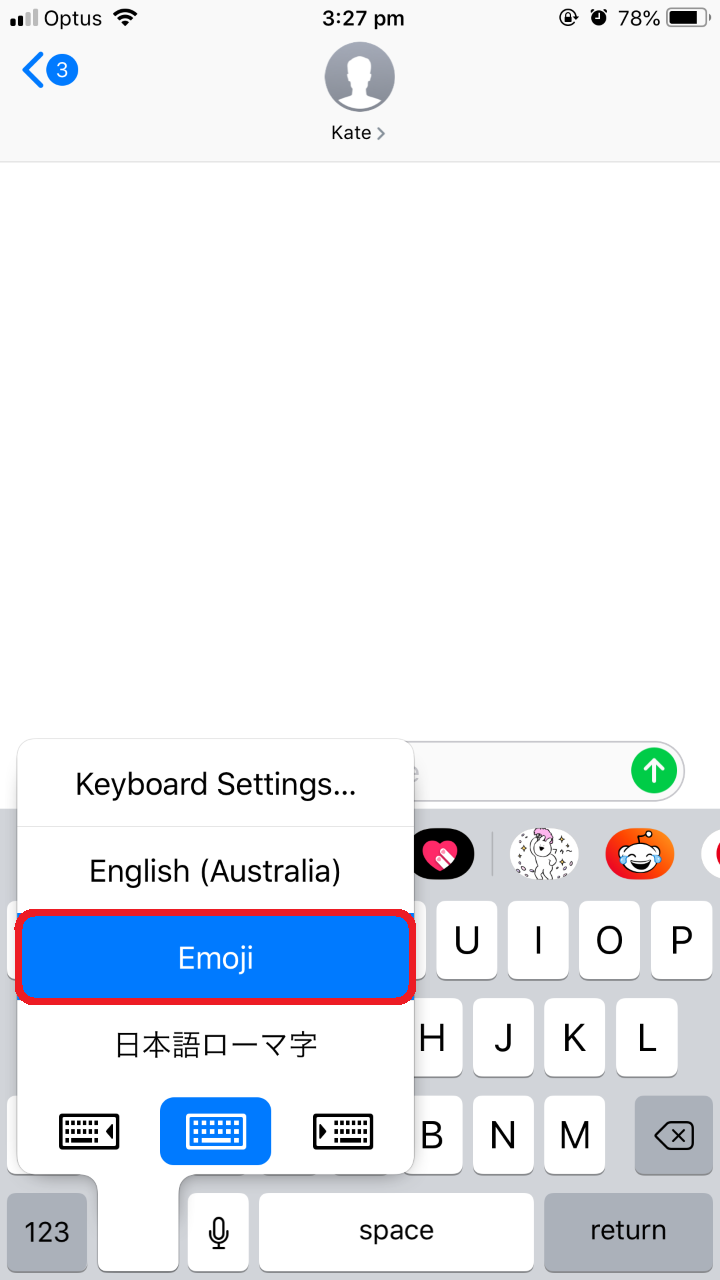 Optus 3:27 pm 78%
3
Kate
Keyboard Settings...
English (Australia)
Emoji
日本語ローマ字
U I O P
H J K L
B N M
123 space return